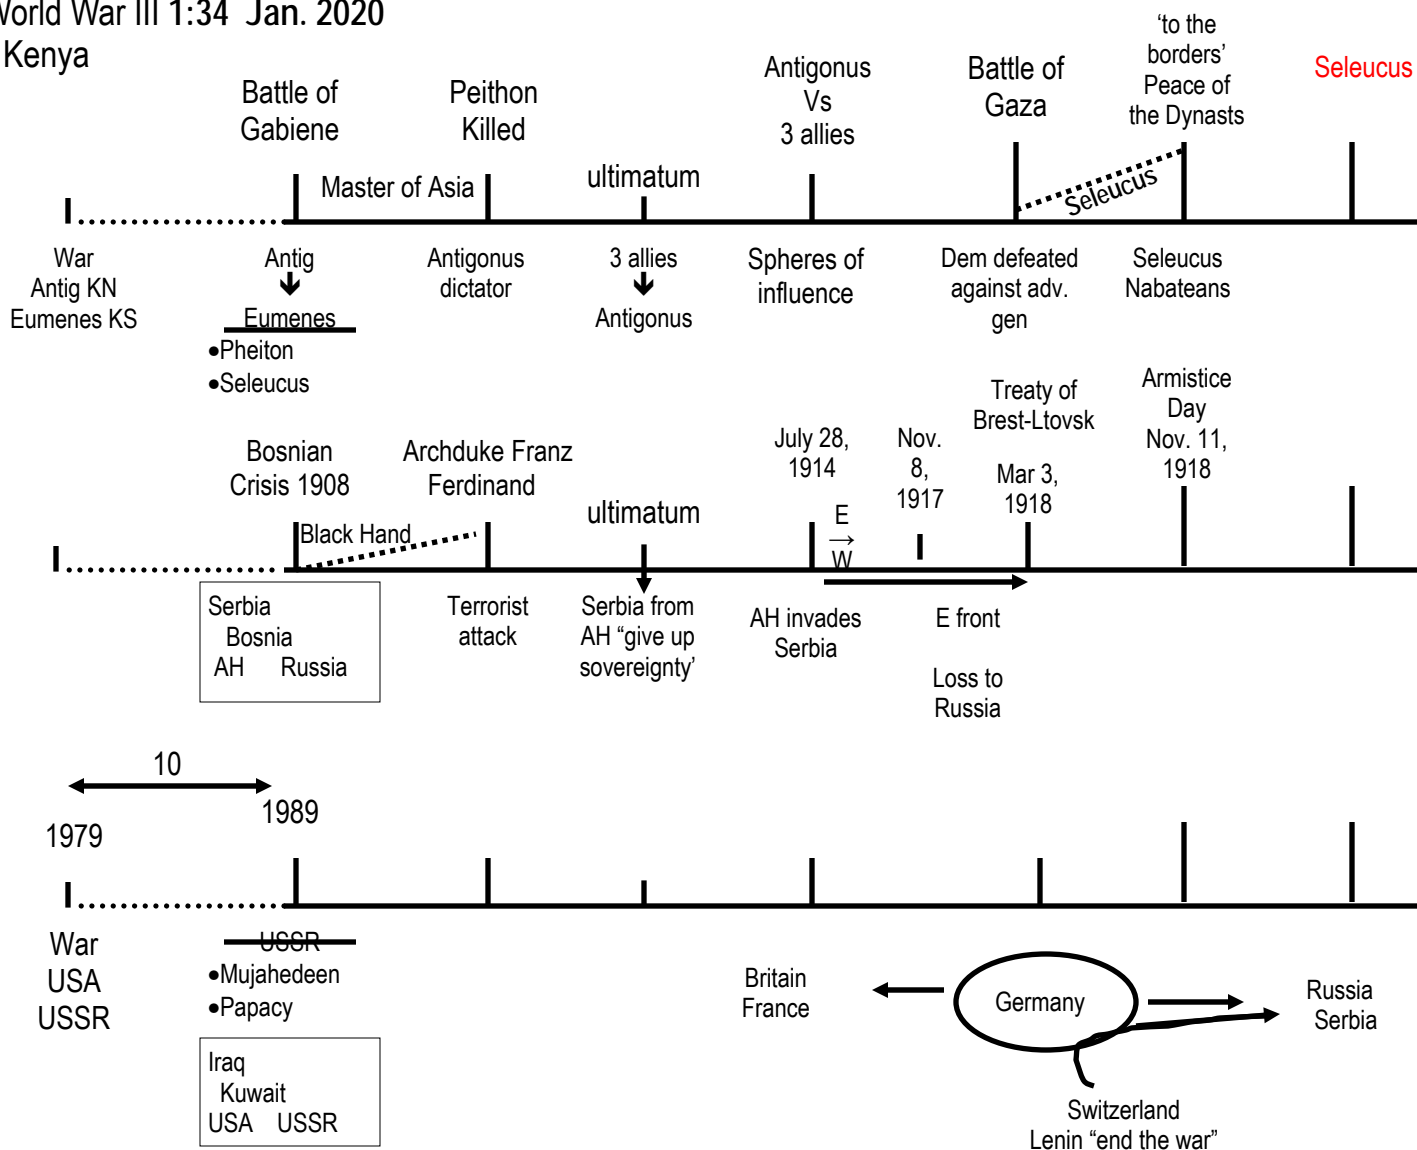 World War III 1:34 Jan. 2020
Kenya
Battle of
Gabiene
Peithon
Killed
Antigonus
Vs
3 allies
Battle of
Gaza
‘to the
borders’
Peace of
the Dynasts
Seleucus
Master of Asia
ultimatum
Seleucus
War
Antig KN
Eumenes KS
Antig
Eumenes
•Pheiton
•Seleucus
Antigonus
dictator
3 allies
Antigonus
Spheres of
influence
Dem defeated
against adv.
gen
Seleucus
Nabateans
Bosnian
Crisis 1908
Archduke Franz
Ferdinand
ultimatum
July 28,
1914
Nov.
8,
1917
Treaty of
Brest-Ltovsk
Mar 3,
1918
Armistice
Day
Nov. 11,
1918
Black Hand
E
→
W
Serbia
Bosnia
AH Russia
Terrorist
attack
Serbia from
AH “give up
sovereignty’
AH invades
Serbia
E front
Loss to
Russia
10
1979
1989
War
USA
USSR
USSR
•Mujahedeen
•Papacy
Iraq
Kuwait
USA USSR
Britain
France
Germany
Russia
Serbia
Switzerland
Lenin “end the war”